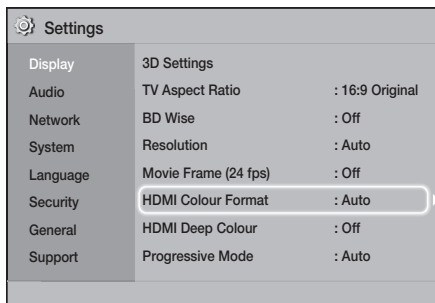 Settings
Display
Audio
Network
System
Language
Security
General
Support
3D Settings
TV Aspect Ratio : 16:9 Original
BD Wise : Off
Resolution : Auto
Movie Frame (24 fps) : Off
HDMI Colour Format : Auto
HDMI Deep Colour : Off
Progressive Mode : Auto